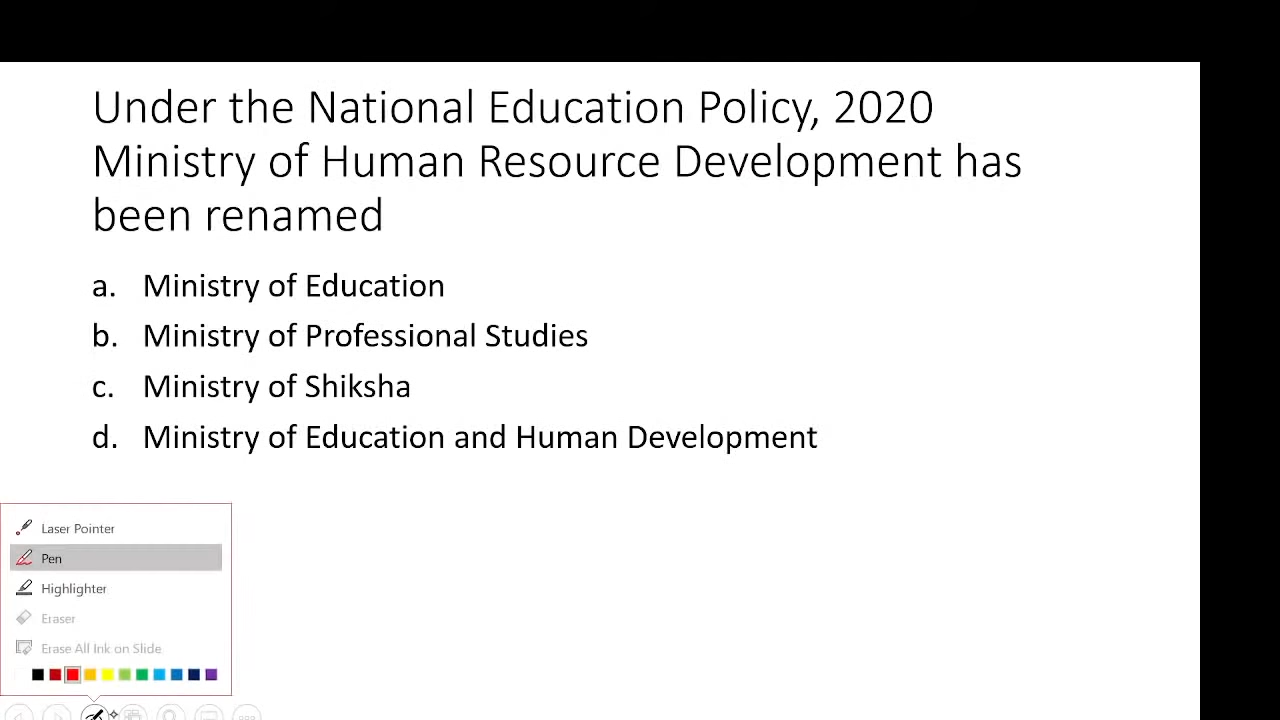 Under the National Education Policy, 2020
Ministry of Human Resource Development has
been renamed
a. Ministry of Education
b. Ministry of Professional Studies
c. Ministry of Shiksha
d. Ministry of Education and Human Development
Laser Pointer
Pen
Highlighter
Eraser
Erase All Ink on Slide